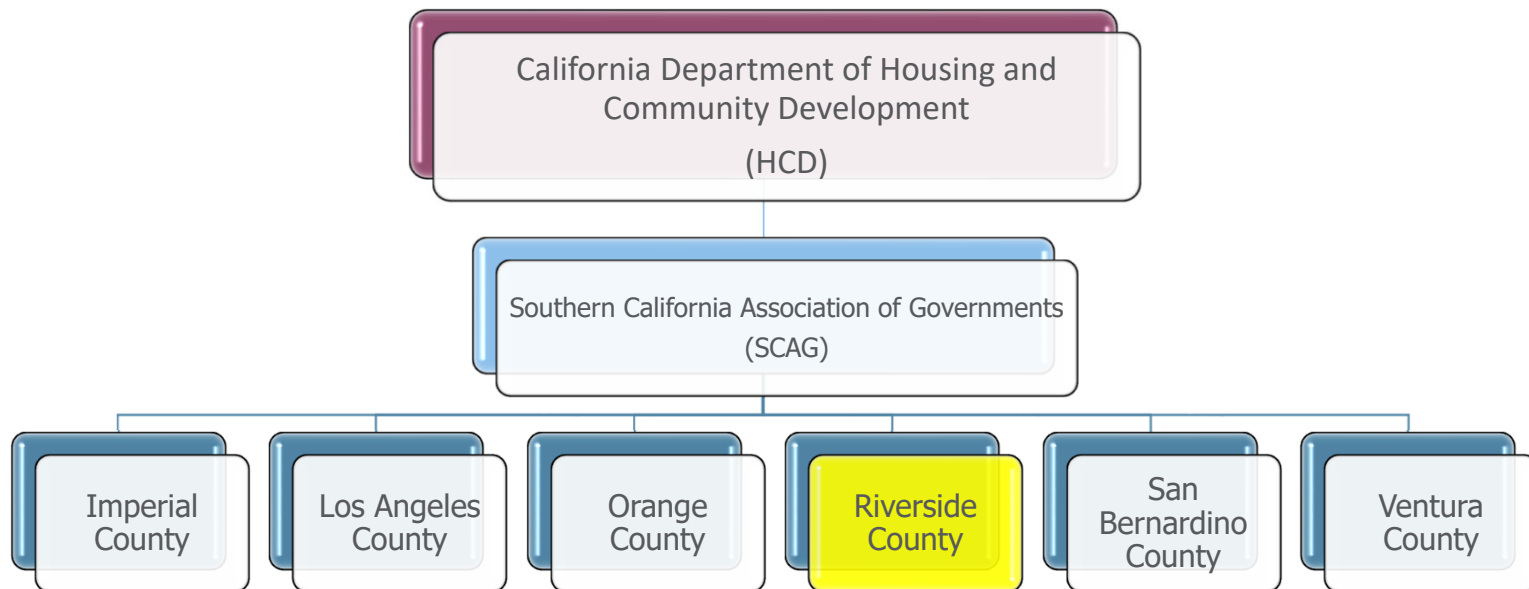 California Department of Housing and
Community Development
(HCD)
Southern California Association of Governments
(SCAG)
Imperial
County
Los Angeles
County
Orange
County
Riverside
County
San
Bernardino
County
Ventura
County